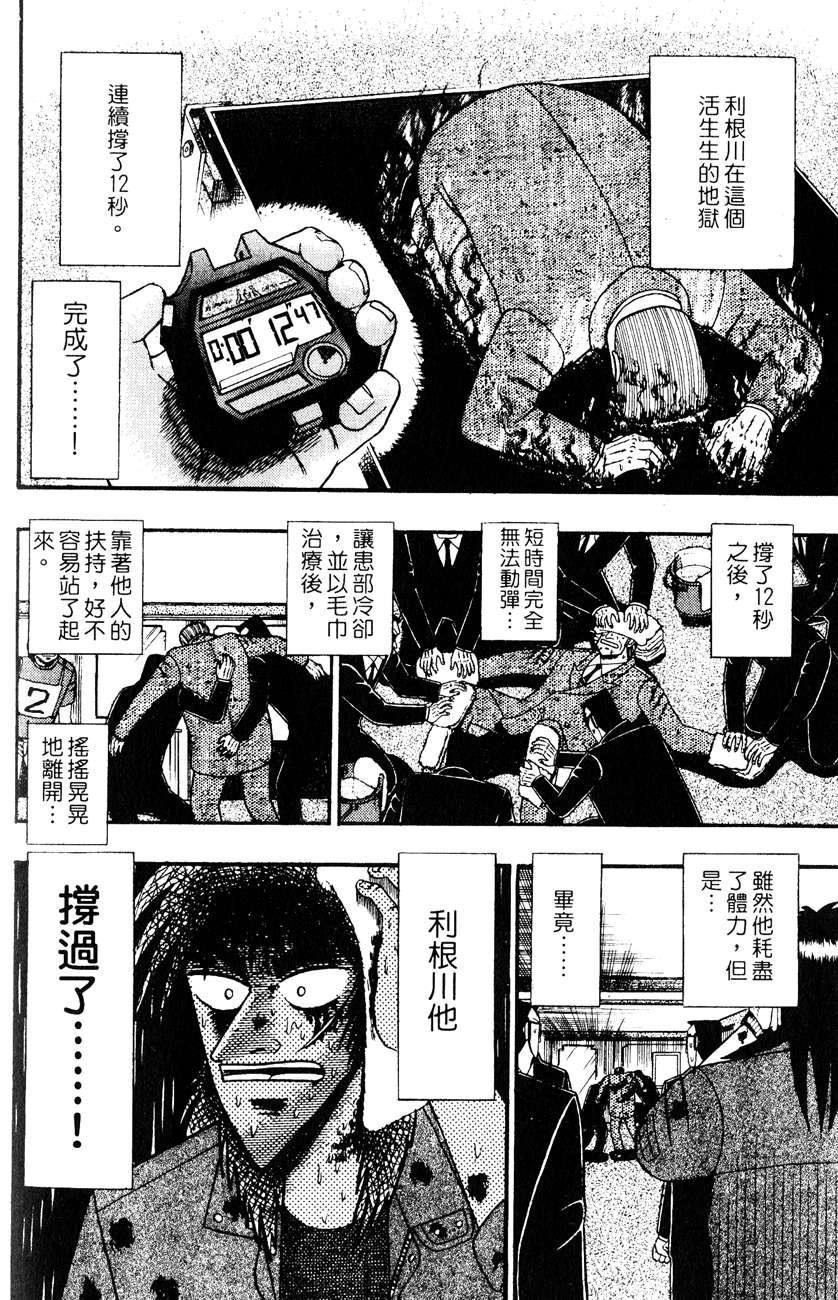 利根川在這個
活生生的地獄
連續撐了12秒。
完成了……！
0:00'12"47
撐了12秒
之後，
短時間完全
無法動彈…
讓患部冷卻
，並以毛巾
治療後，
靠著他人的
扶持，好不
容易站了起
來。
搖搖晃晃
地離開…
2
雖然他耗盡
了體力，但
是…
畢竟……
利根川他
撐過了……！